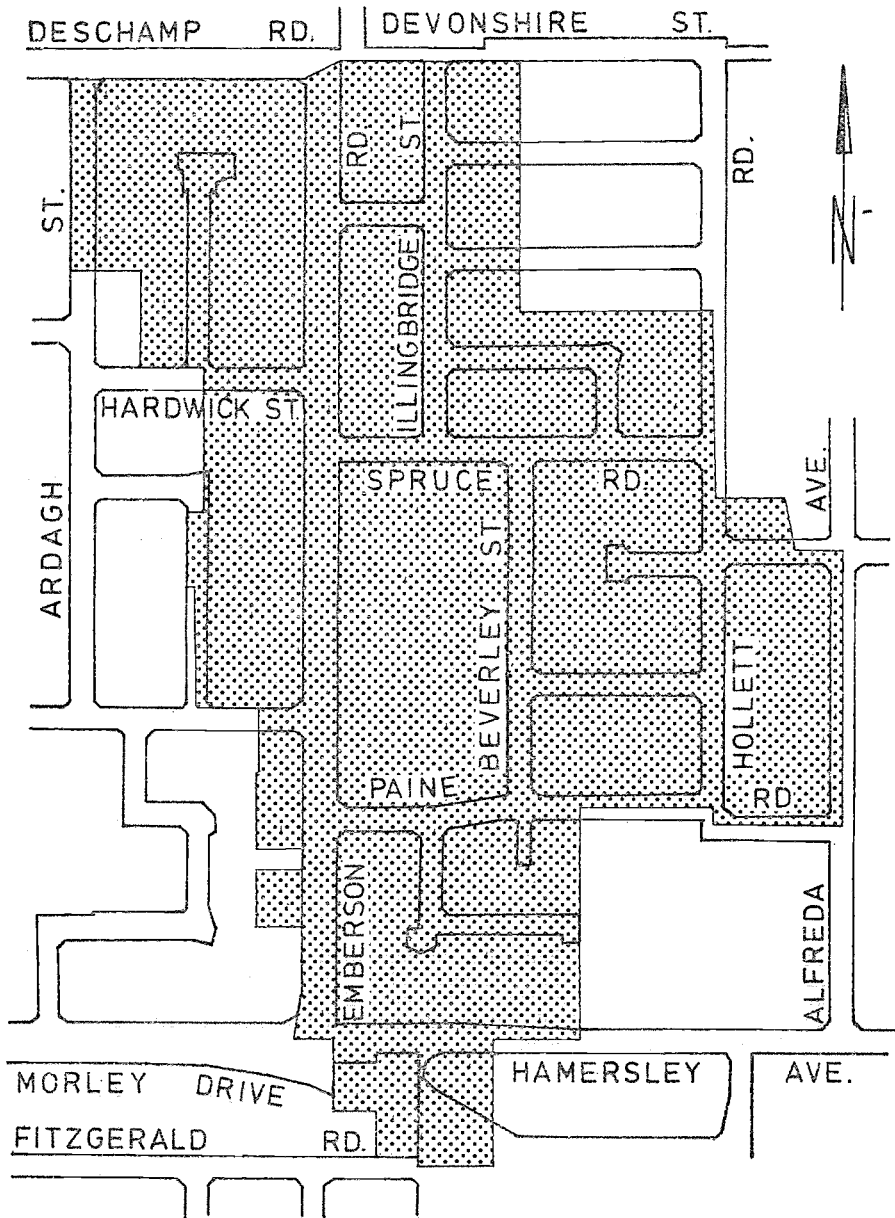 DESCHAMP RD.
DEVONSHIRE ST.
RD.
RD
ST.
ST.
N
ILLINGBRIDGE
HARDWICK ST.
SPRUCE RD.
AVE.
ARDAGH
BEVERLEY ST.
HOLLETT
PAINE RD
EMBERSON
ALFREDA
MORLEY DRIVE
HAMERSLEY AVE.
FITZGERALD RD.